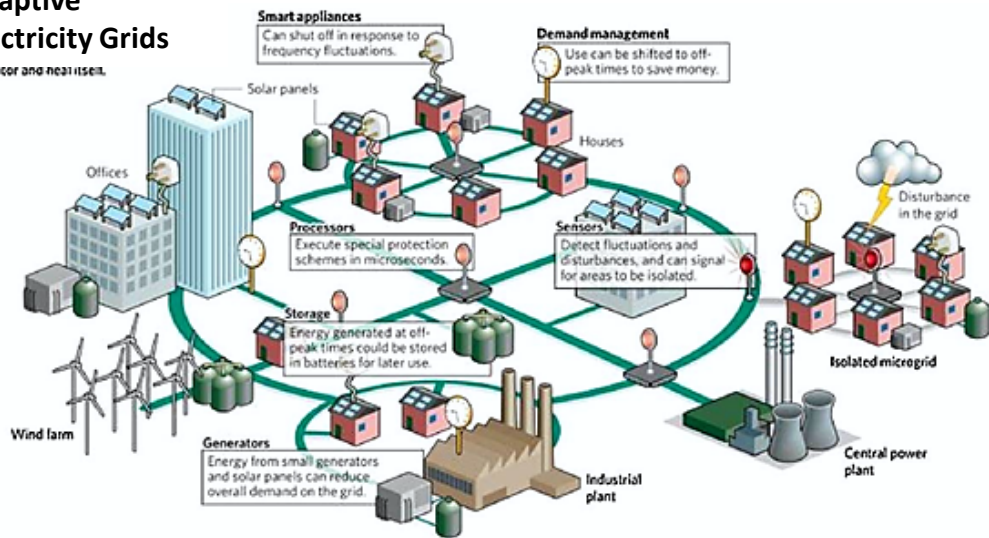 aptive
ctricity Grids
tor and heal itself.
Smart appliances
Can shut off in response to
frequency fluctuations.
Demand management
Use can be shifted to off-
peak times to save money.
Solar panels
Houses
Offices
Disturbance
in the grid
Processors
Execute special protection
schemes in microseconds.
Sensors
Detect fluctuations and
disturbances, and can signal
for areas to be isolated.
Storage
Energy generated at off-
peak times could be stored
in batteries for later use.
Isolated microgrid
Wind farm
Generators
Energy from small generators
and solar panels can reduce
overall demand on the grid.
Industrial
plant
Central power
plant